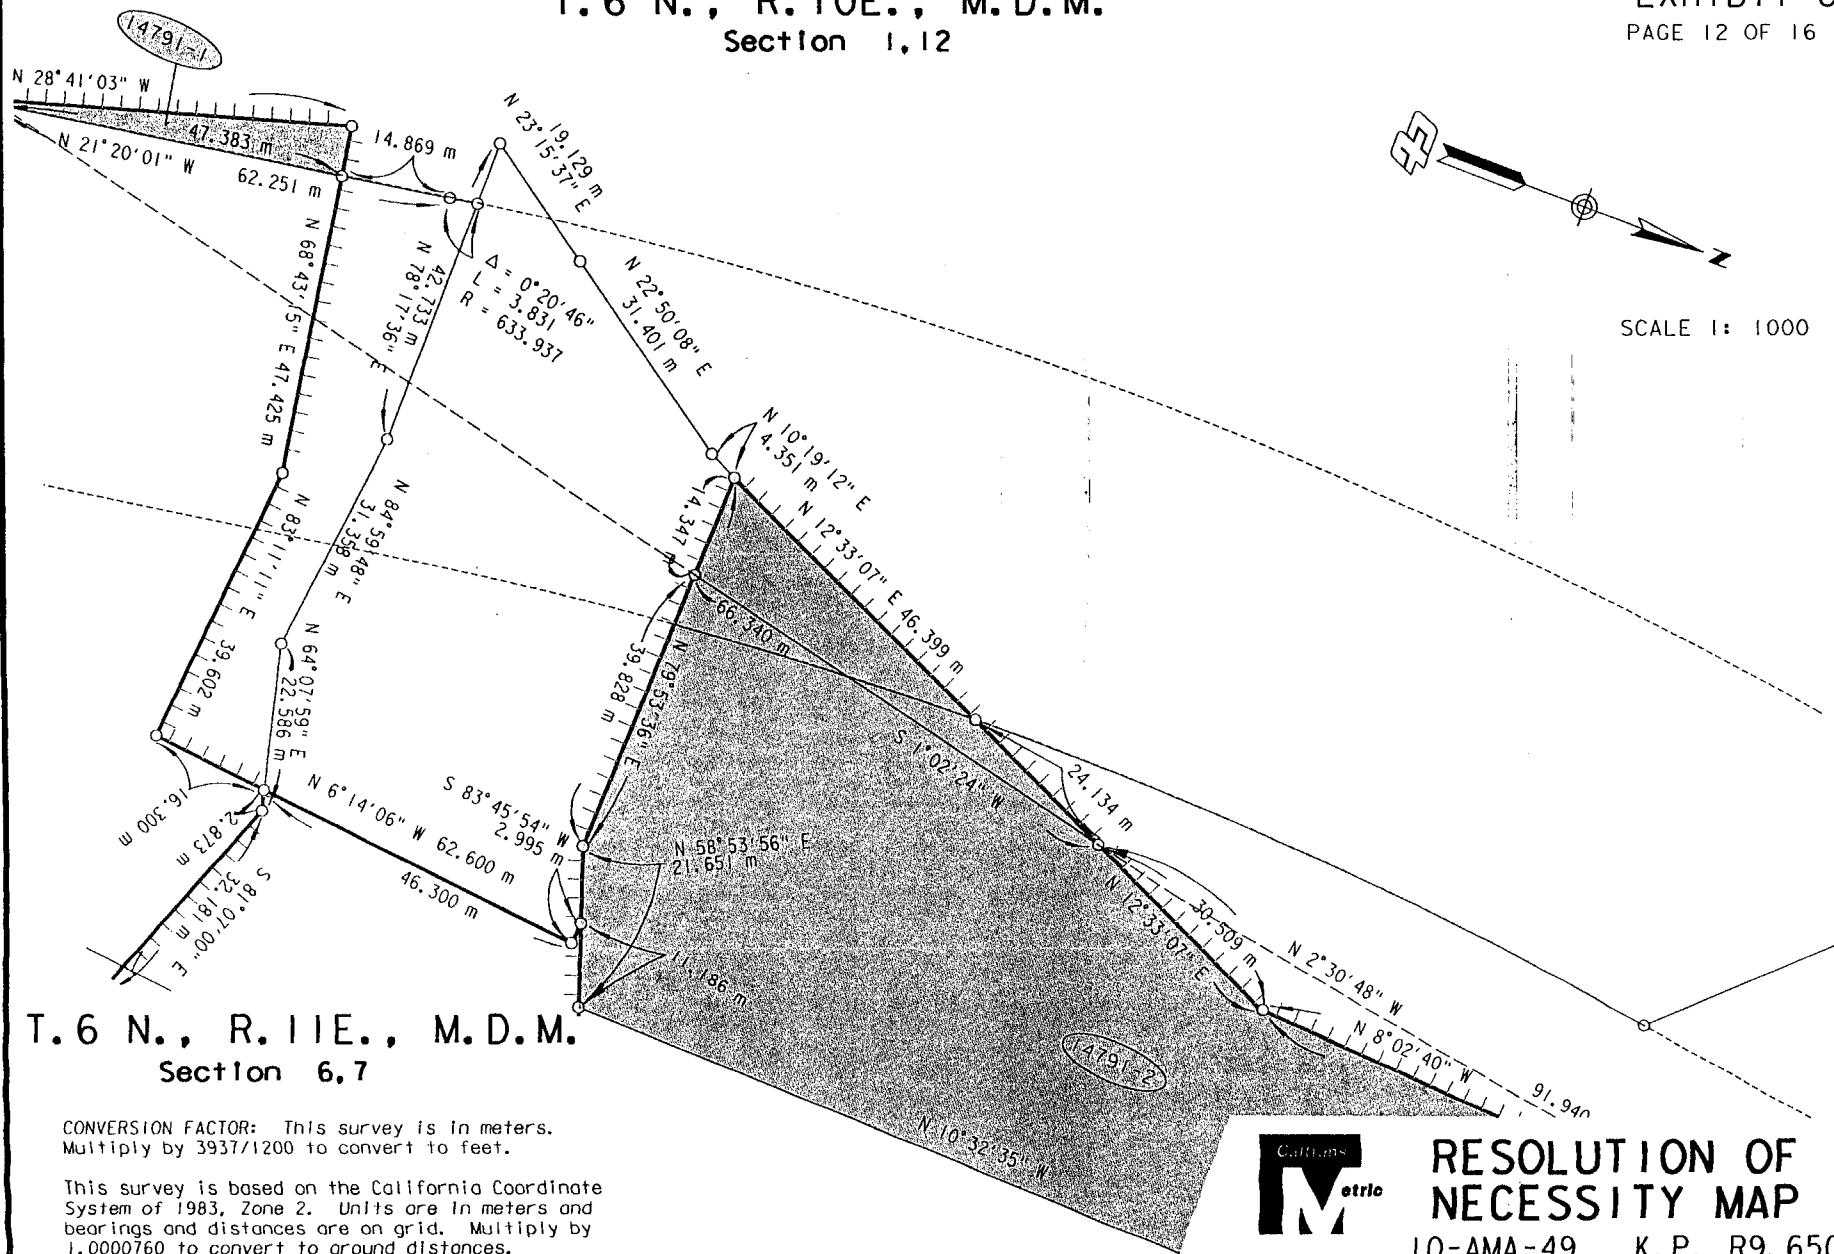 T. 6 N., R. 10E., M.D.M.
Section 1,12
PAGE 12 OF 16
14791-1
N 28°41'03" W
47.383 m
N 21°20'01" W
62.251 m
14.869 m
19.129 m
N 23°15'37" E
N 22°50'08" E
31.401 m
N 68°43'15" E 47.425 m
42.733 m
N 78°17'36" E
Δ = 0°20'46"
L = 3.831
R = 633.937
N
SCALE 1: 1000
N 10°19'12" E
4.351 m
14.347 m
N 12°33'07" E 46.399 m
N 83°11'11" E 39.602 m
N 84°59'48" E
31.358 m
66.340 m
N 79°53'36" E
39.828 m
N 64°07'59" E
22.586 m
S 1°02'24" W
24.134 m
16.300 m
2.873 m
N 6°14'06" W 62.600 m
46.300 m
S 83°45'54" W
2.995 m
N 58°53'56" E
21.651 m
S 81°07'00" E
32.181 m
11.186 m
N 12°33'07" E
30.509 m
N 2°30'48" W
N 8°02'40" W
91.940
14791-2
N 10°32'35" W
T. 6 N., R. 11E., M.D.M.
Section 6,7
CONVERSION FACTOR: This survey is in meters.
Multiply by 3937/1200 to convert to feet.
This survey is based on the California Coordinate
System of 1983, Zone 2. Units are in meters and
bearings and distances are on grid. Multiply by
1.0000760 to convert to ground distances.
Caltrans
Metric
RESOLUTION OF
NECESSITY MAP
10-AMA-49 K.P. R9.650